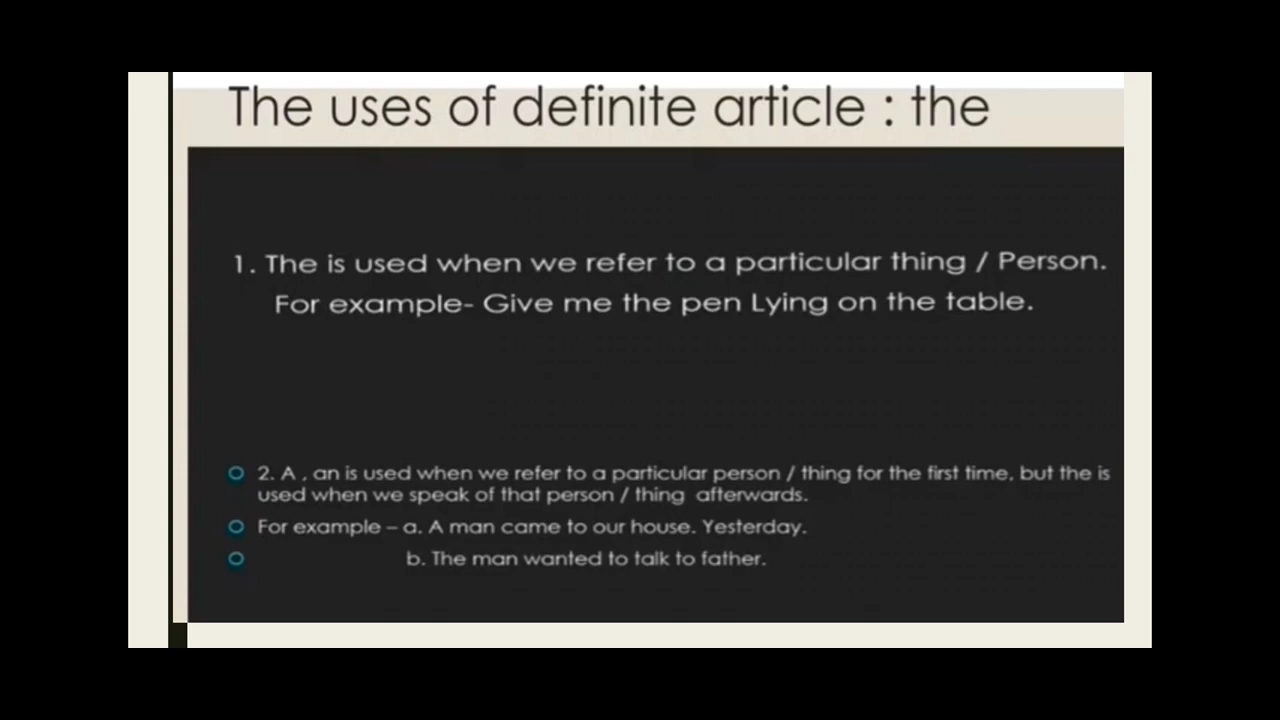 The uses of definite article : the
1. The is used when we refer to a particular thing / Person.
For example- Give me the pen Lying on the table.
2. A , an is used when we refer to a particular person / thing for the first time, but the is
used when we speak of that person / thing afterwards.
For example – a. A man came to our house. Yesterday.
b. The man wanted to talk to father.